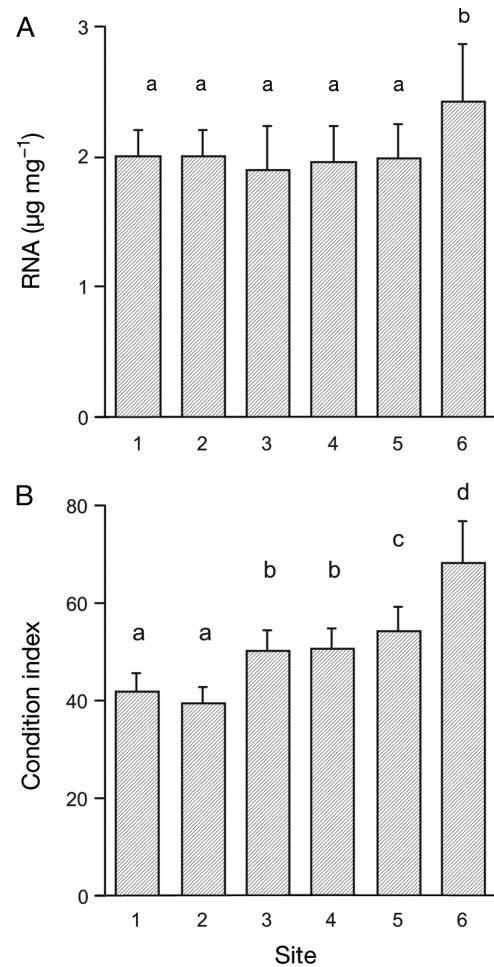 A
RNA (µg mg⁻¹)
3
2
1
0
a a a a a b
1 2 3 4 5 6
B
Condition index
80
60
40
20
0
a a b b c d
1 2 3 4 5 6
Site